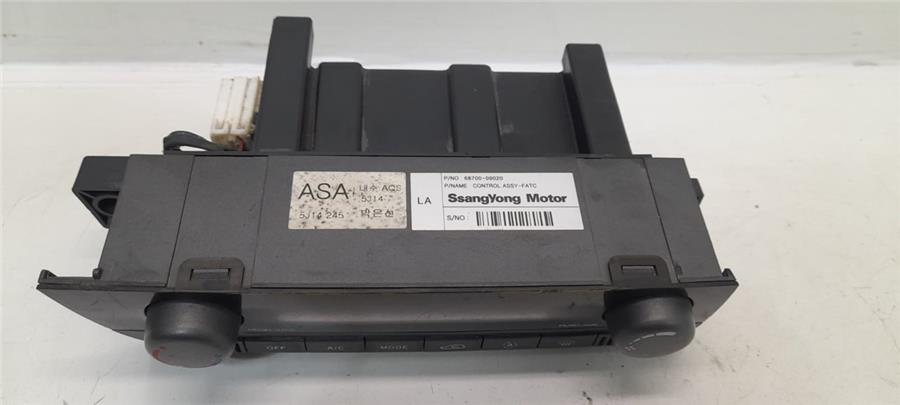 ASA 내수 AQS
5J14
5J14 245 박은선
LA
P/NO 68700-09020
P/NAME CONTROL ASSY-FATC
SsangYong Motor
S/NO
OFF A/C MODE